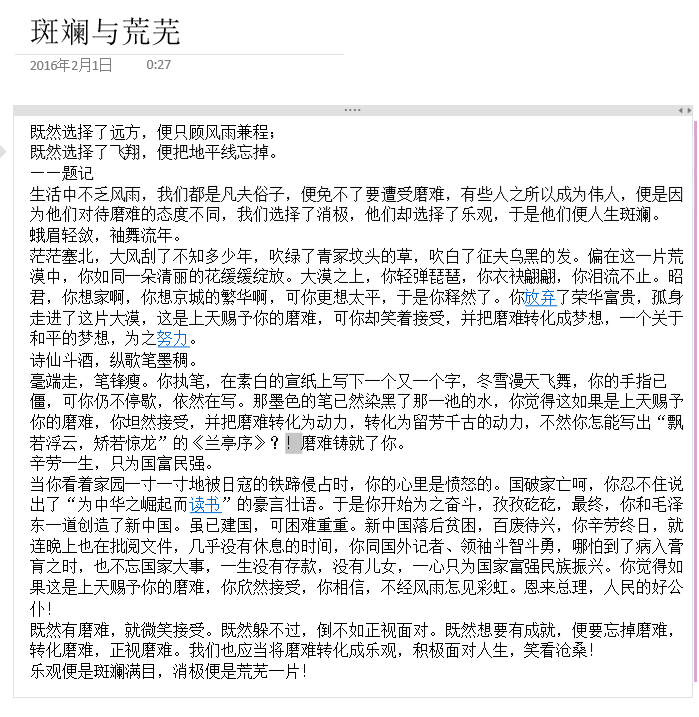 斑斓与荒芜
2016年2月1日 0:27
既然选择了远方，便只顾风雨兼程；
既然选择了飞翔，便把地平线忘掉。
——题记
生活中不乏风雨，我们都是凡夫俗子，便免不了要遭受磨难，有些人之所以成为伟人，便是因
为他们对待磨难的态度不同，我们选择了消极，他们却选择了乐观，于是他们便人生斑斓。
蛾眉轻敛，袖舞流年。
茫茫塞北，大风刮了不知多少年，吹绿了青冢坟头的草，吹白了征夫乌黑的发。偏在这一片荒
漠中，你如同一朵清丽的花缓缓绽放。大漠之上，你轻弹琵琶，你衣袂翩翩，你泪流不止。昭
君，你想家啊，你想京城的繁华啊，可你更想太平，于是你释然了。你放弃了荣华富贵，孤身
走进了这片大漠，这是上天赐予你的磨难，可你却笑着接受，并把磨难转化成梦想，一个关于
和平的梦想，为之努力。
诗仙斗酒，纵歌笔墨稠。
毫端走，笔锋瘦。你执笔，在素白的宣纸上写下一个又一个字，冬雪漫天飞舞，你的手指已
僵，可你仍不停歇，依然在写。那墨色的笔已然染黑了那一池的水，你觉得这如果是上天赐予
你的磨难，你坦然接受，并把磨难转化为动力，转化为留芳千古的动力，不然你怎能写出“飘
若浮云，矫若惊龙”的《兰亭序》？！磨难铸就了你。
辛劳一生，只为国富民强。
当你看着家园一寸一寸地被日寇的铁蹄侵占时，你的心里是愤怒的。国破家亡呵，你忍不住说
出了“为中华之崛起而读书”的豪言壮语。于是你开始为之奋斗，孜孜矻矻，最终，你和毛泽
东一道创造了新中国。虽已建国，可困难重重。新中国落后贫困，百废待兴，你辛劳终日，就
连晚上也在批阅文件，几乎没有休息的时间，你同国外记者、领袖斗智斗勇，哪怕到了病入膏
肓之时，也不忘国家大事，一生没有存款，没有儿女，一心只为国家富强民族振兴。你觉得如
果这是上天赐予你的磨难，你欣然接受，你相信，不经风雨怎见彩虹。恩来总理，人民的好公
仆！
既然有磨难，就微笑接受。既然躲不过，倒不如正视面对。既然想要有成就，便要忘掉磨难，
转化磨难，正视磨难。我们也应当将磨难转化成乐观，积极面对人生，笑看沧桑！
乐观便是斑斓满目，消极便是荒芜一片！